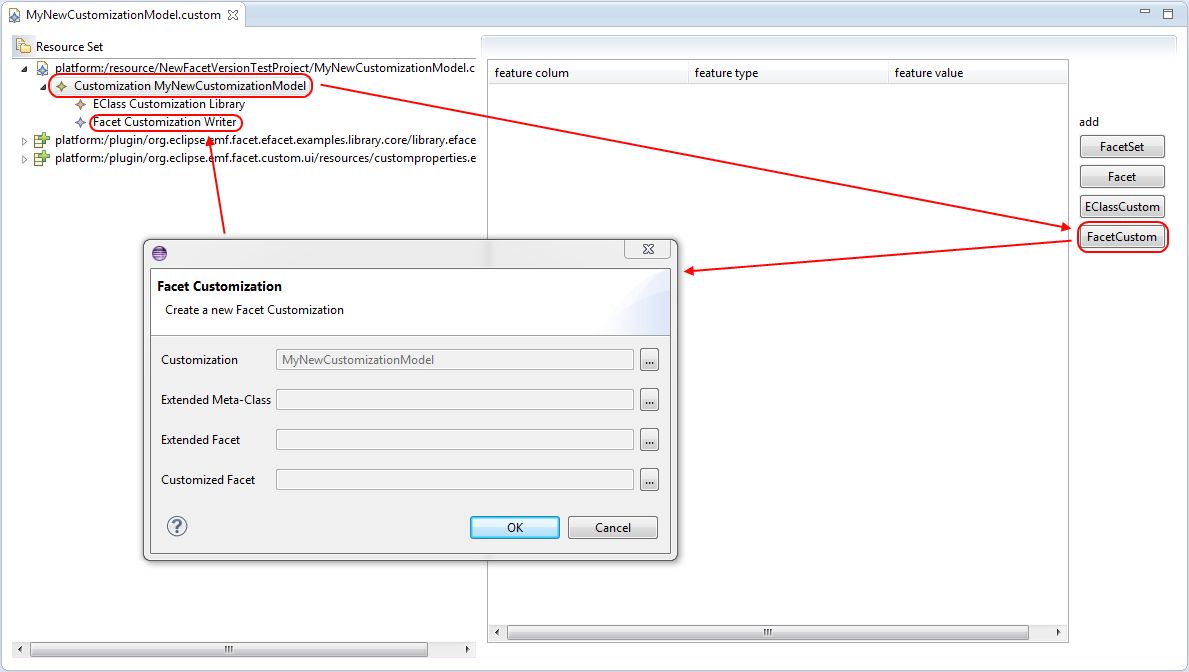 MyNewCustomizationModel.custom
Resource Set
platform:/resource/NewFacetVersionTestProject/MyNewCustomizationModel.c
Customization MyNewCustomizationModel
EClass Customization Library
Facet Customization Writer
platform:/plugin/org.eclipse.emf.facet.efacet.examples.library.core/library.eface
platform:/plugin/org.eclipse.emf.facet.custom.ui/resources/customproperties.e
feature colum
feature type
feature value
add
FacetSet
Facet
EClassCustom
FacetCustom
Facet Customization
Create a new Facet Customization
Customization
MyNewCustomizationModel
...
Extended Meta-Class
...
Extended Facet
...
Customized Facet
...
?
OK
Cancel